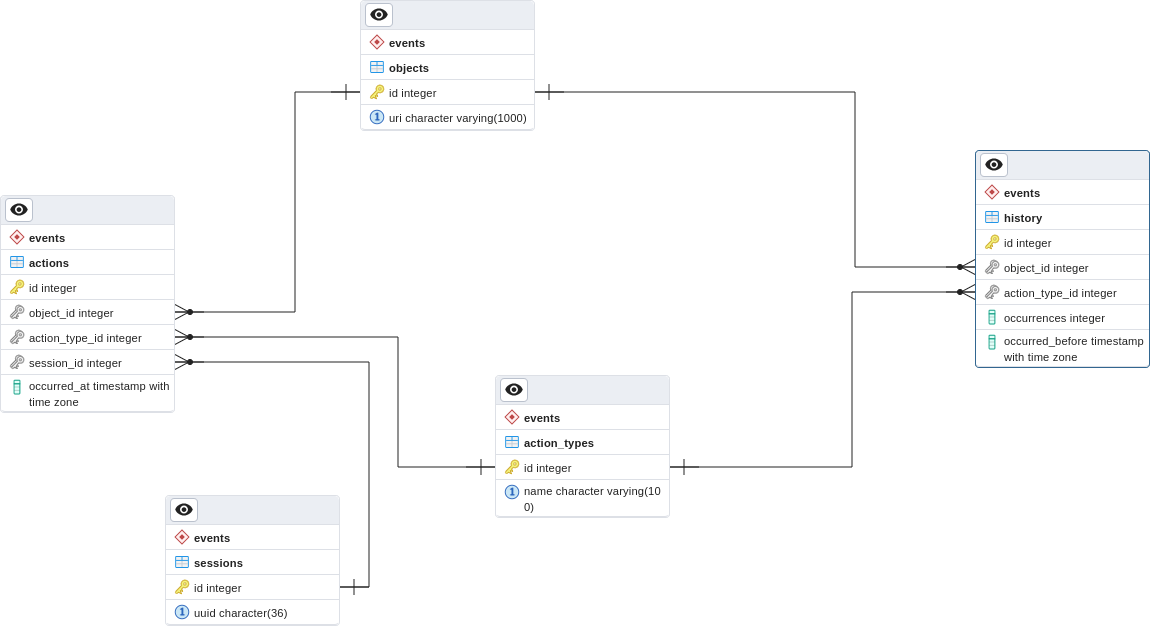 events
objects
id integer
uri character varying(1000)
events
actions
id integer
object_id integer
action_type_id integer
session_id integer
occurred_at timestamp with
time zone
events
history
id integer
object_id integer
action_type_id integer
occurrences integer
occurred_before timestamp
with time zone
events
action_types
id integer
name character varying(10
0)
events
sessions
id integer
uuid character(36)